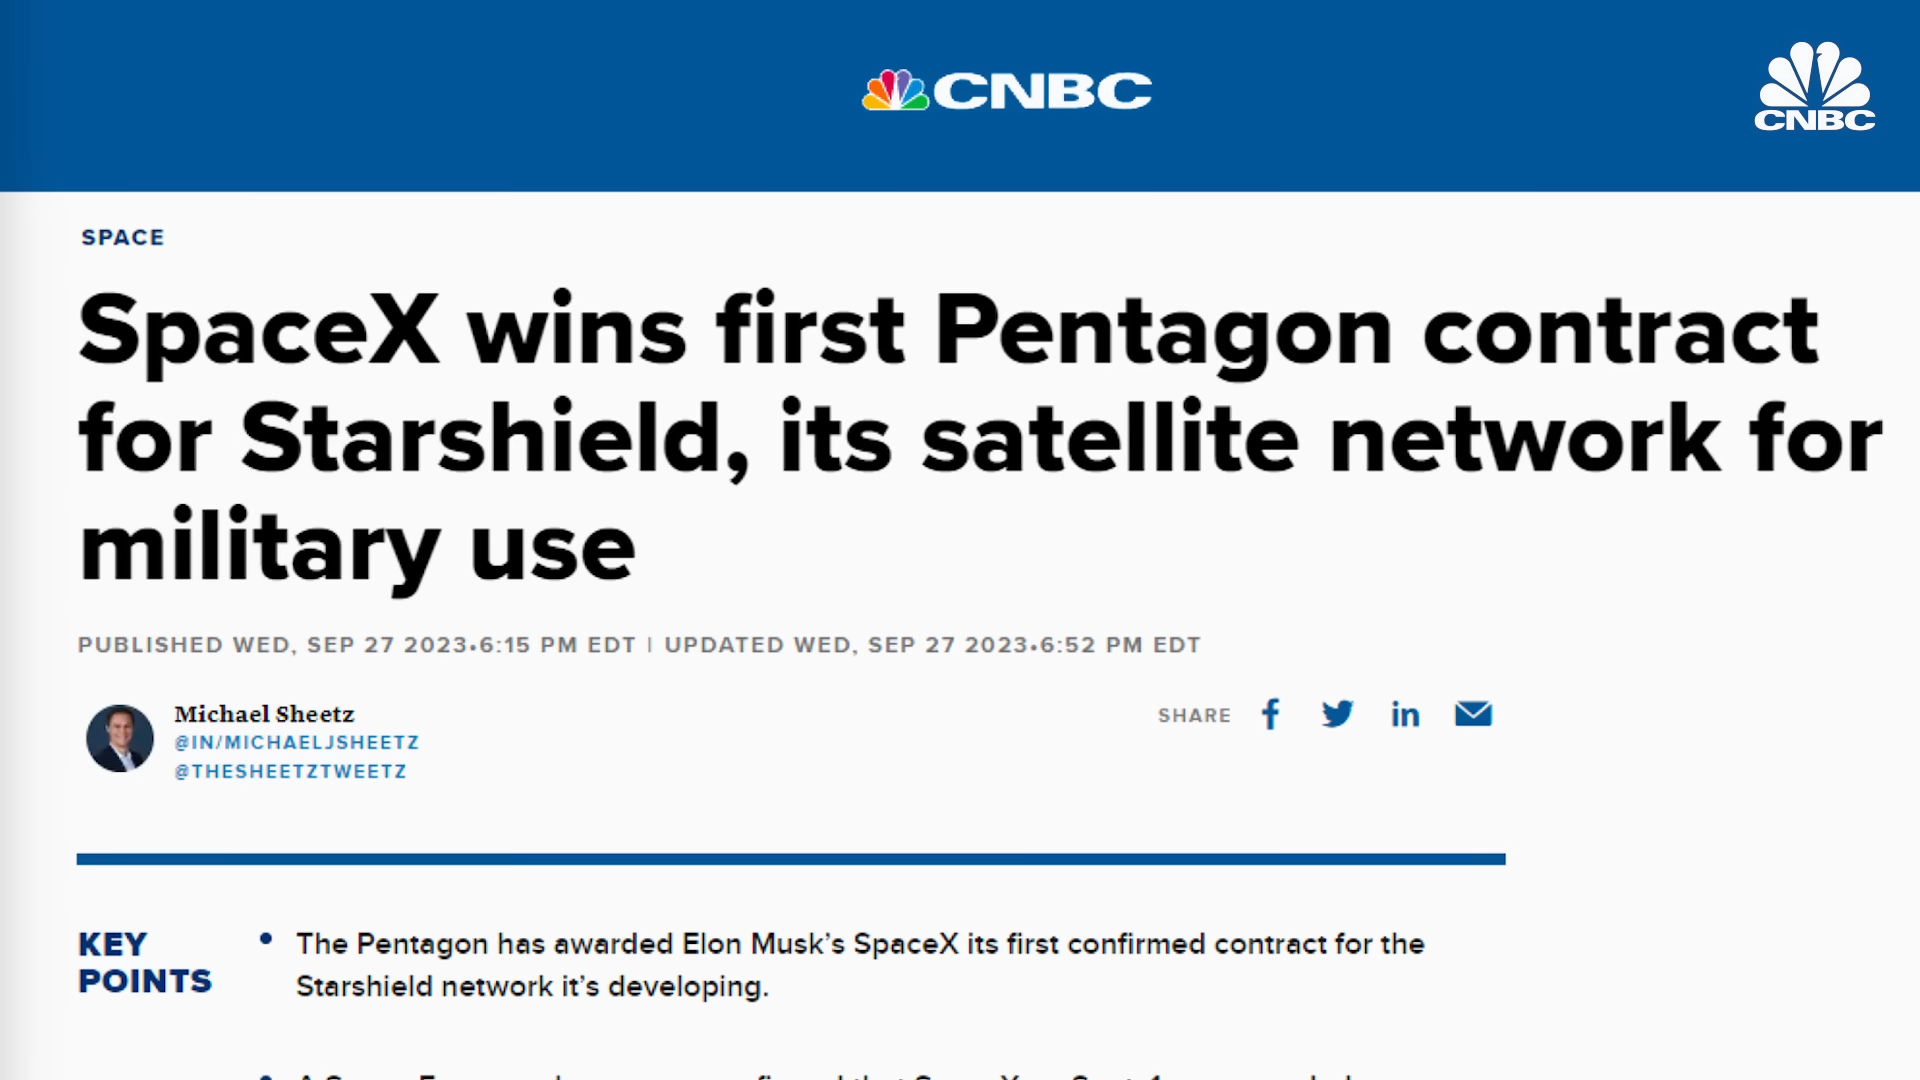 CNBC
CNBC
SPACE
SpaceX wins first Pentagon contract
for Starshield, its satellite network for
military use
PUBLISHED WED, SEP 27 2023•6:15 PM EDT | UPDATED WED, SEP 27 2023•6:52 PM EDT
Michael Sheetz
@IN/MICHAELJSHEETZ
@THESHEETZTWEETZ
SHARE
KEY
POINTS
• The Pentagon has awarded Elon Musk’s SpaceX its first confirmed contract for the
Starshield network it’s developing.